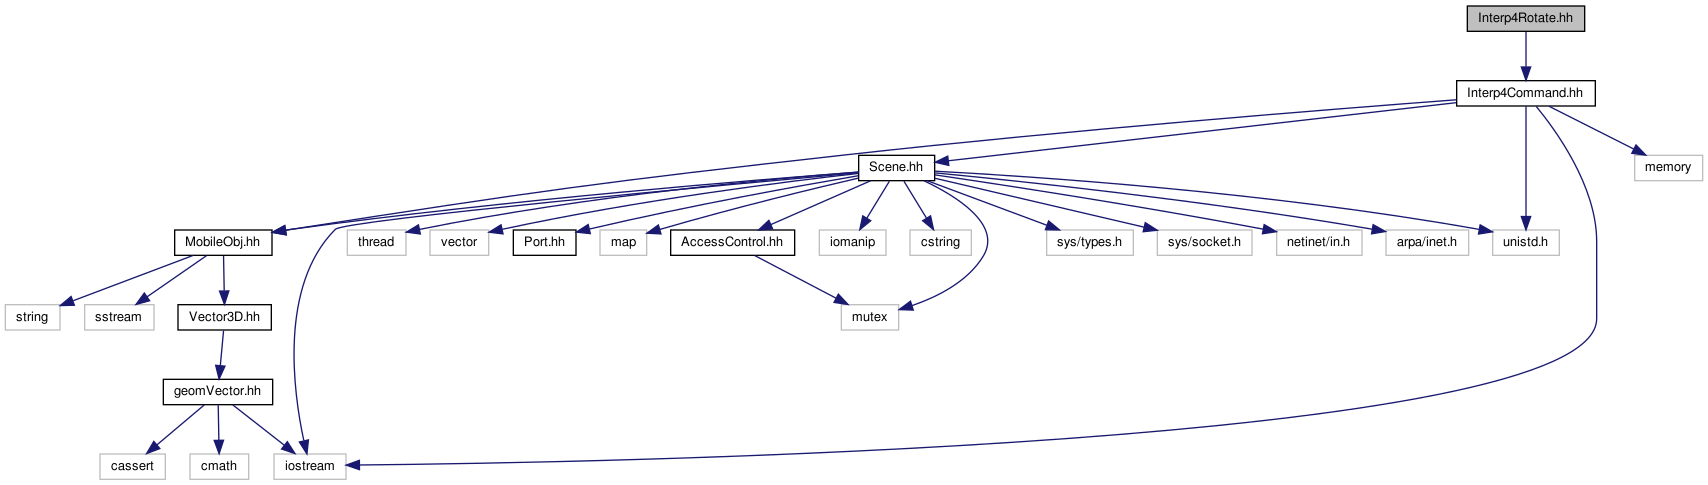 Interp4Rotate.hh
Interp4Command.hh
Scene.hh
memory
MobileObj.hh
thread
vector
Port.hh
map
AccessControl.hh
iomanip
cstring
sys/types.h
sys/socket.h
netinet/in.h
arpa/inet.h
unistd.h
string
sstream
Vector3D.hh
mutex
geomVector.hh
cassert
cmath
iostream